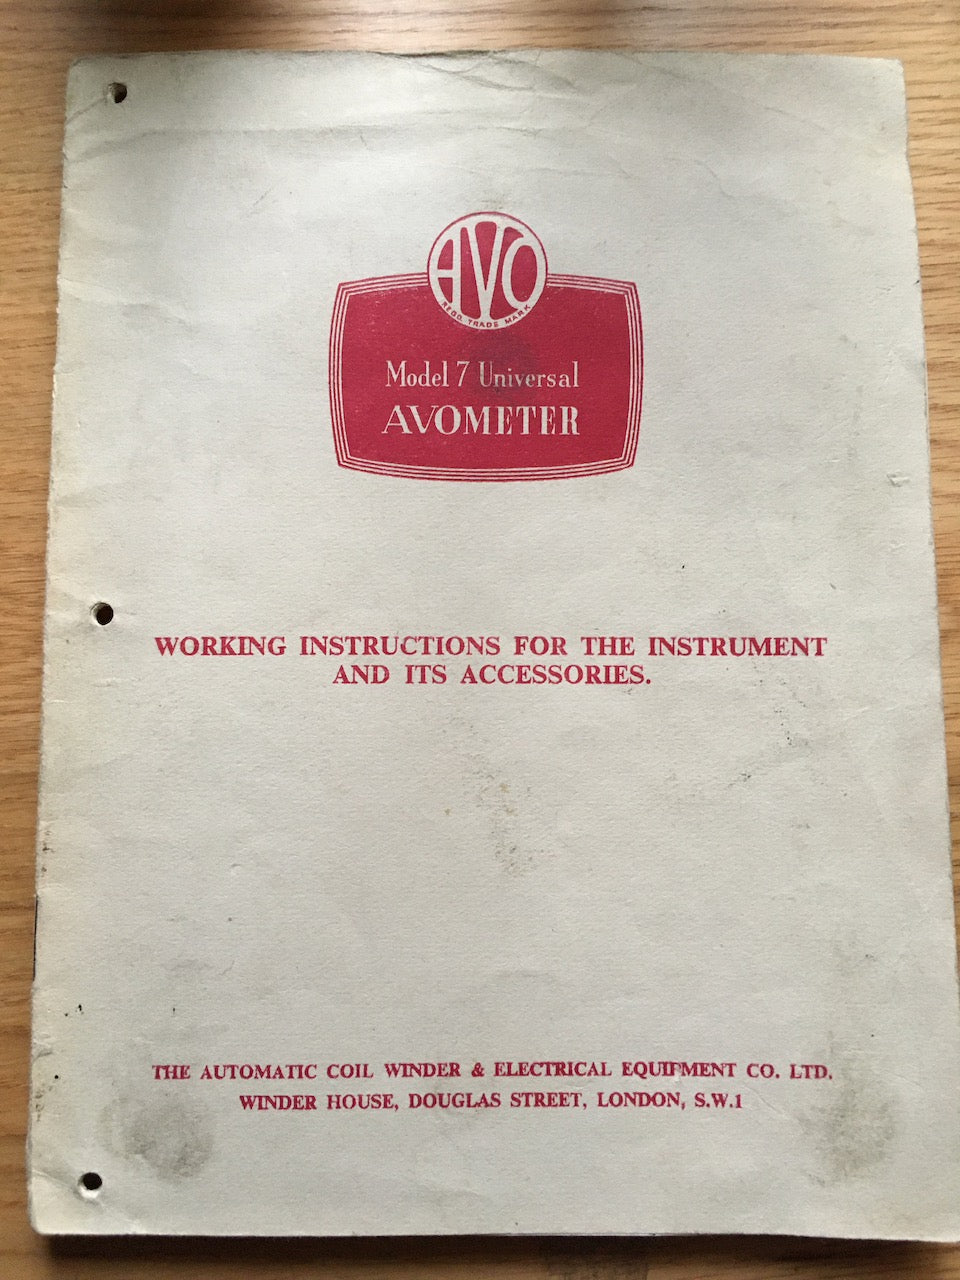 AVO
REGD. TRADE MARK
Model 7 Universal
AVOMETER
WORKING INSTRUCTIONS FOR THE INSTRUMENT
AND ITS ACCESSORIES.
THE AUTOMATIC COIL WINDER & ELECTRICAL EQUIPMENT CO. LTD.
WINDER HOUSE, DOUGLAS STREET, LONDON, S.W.1